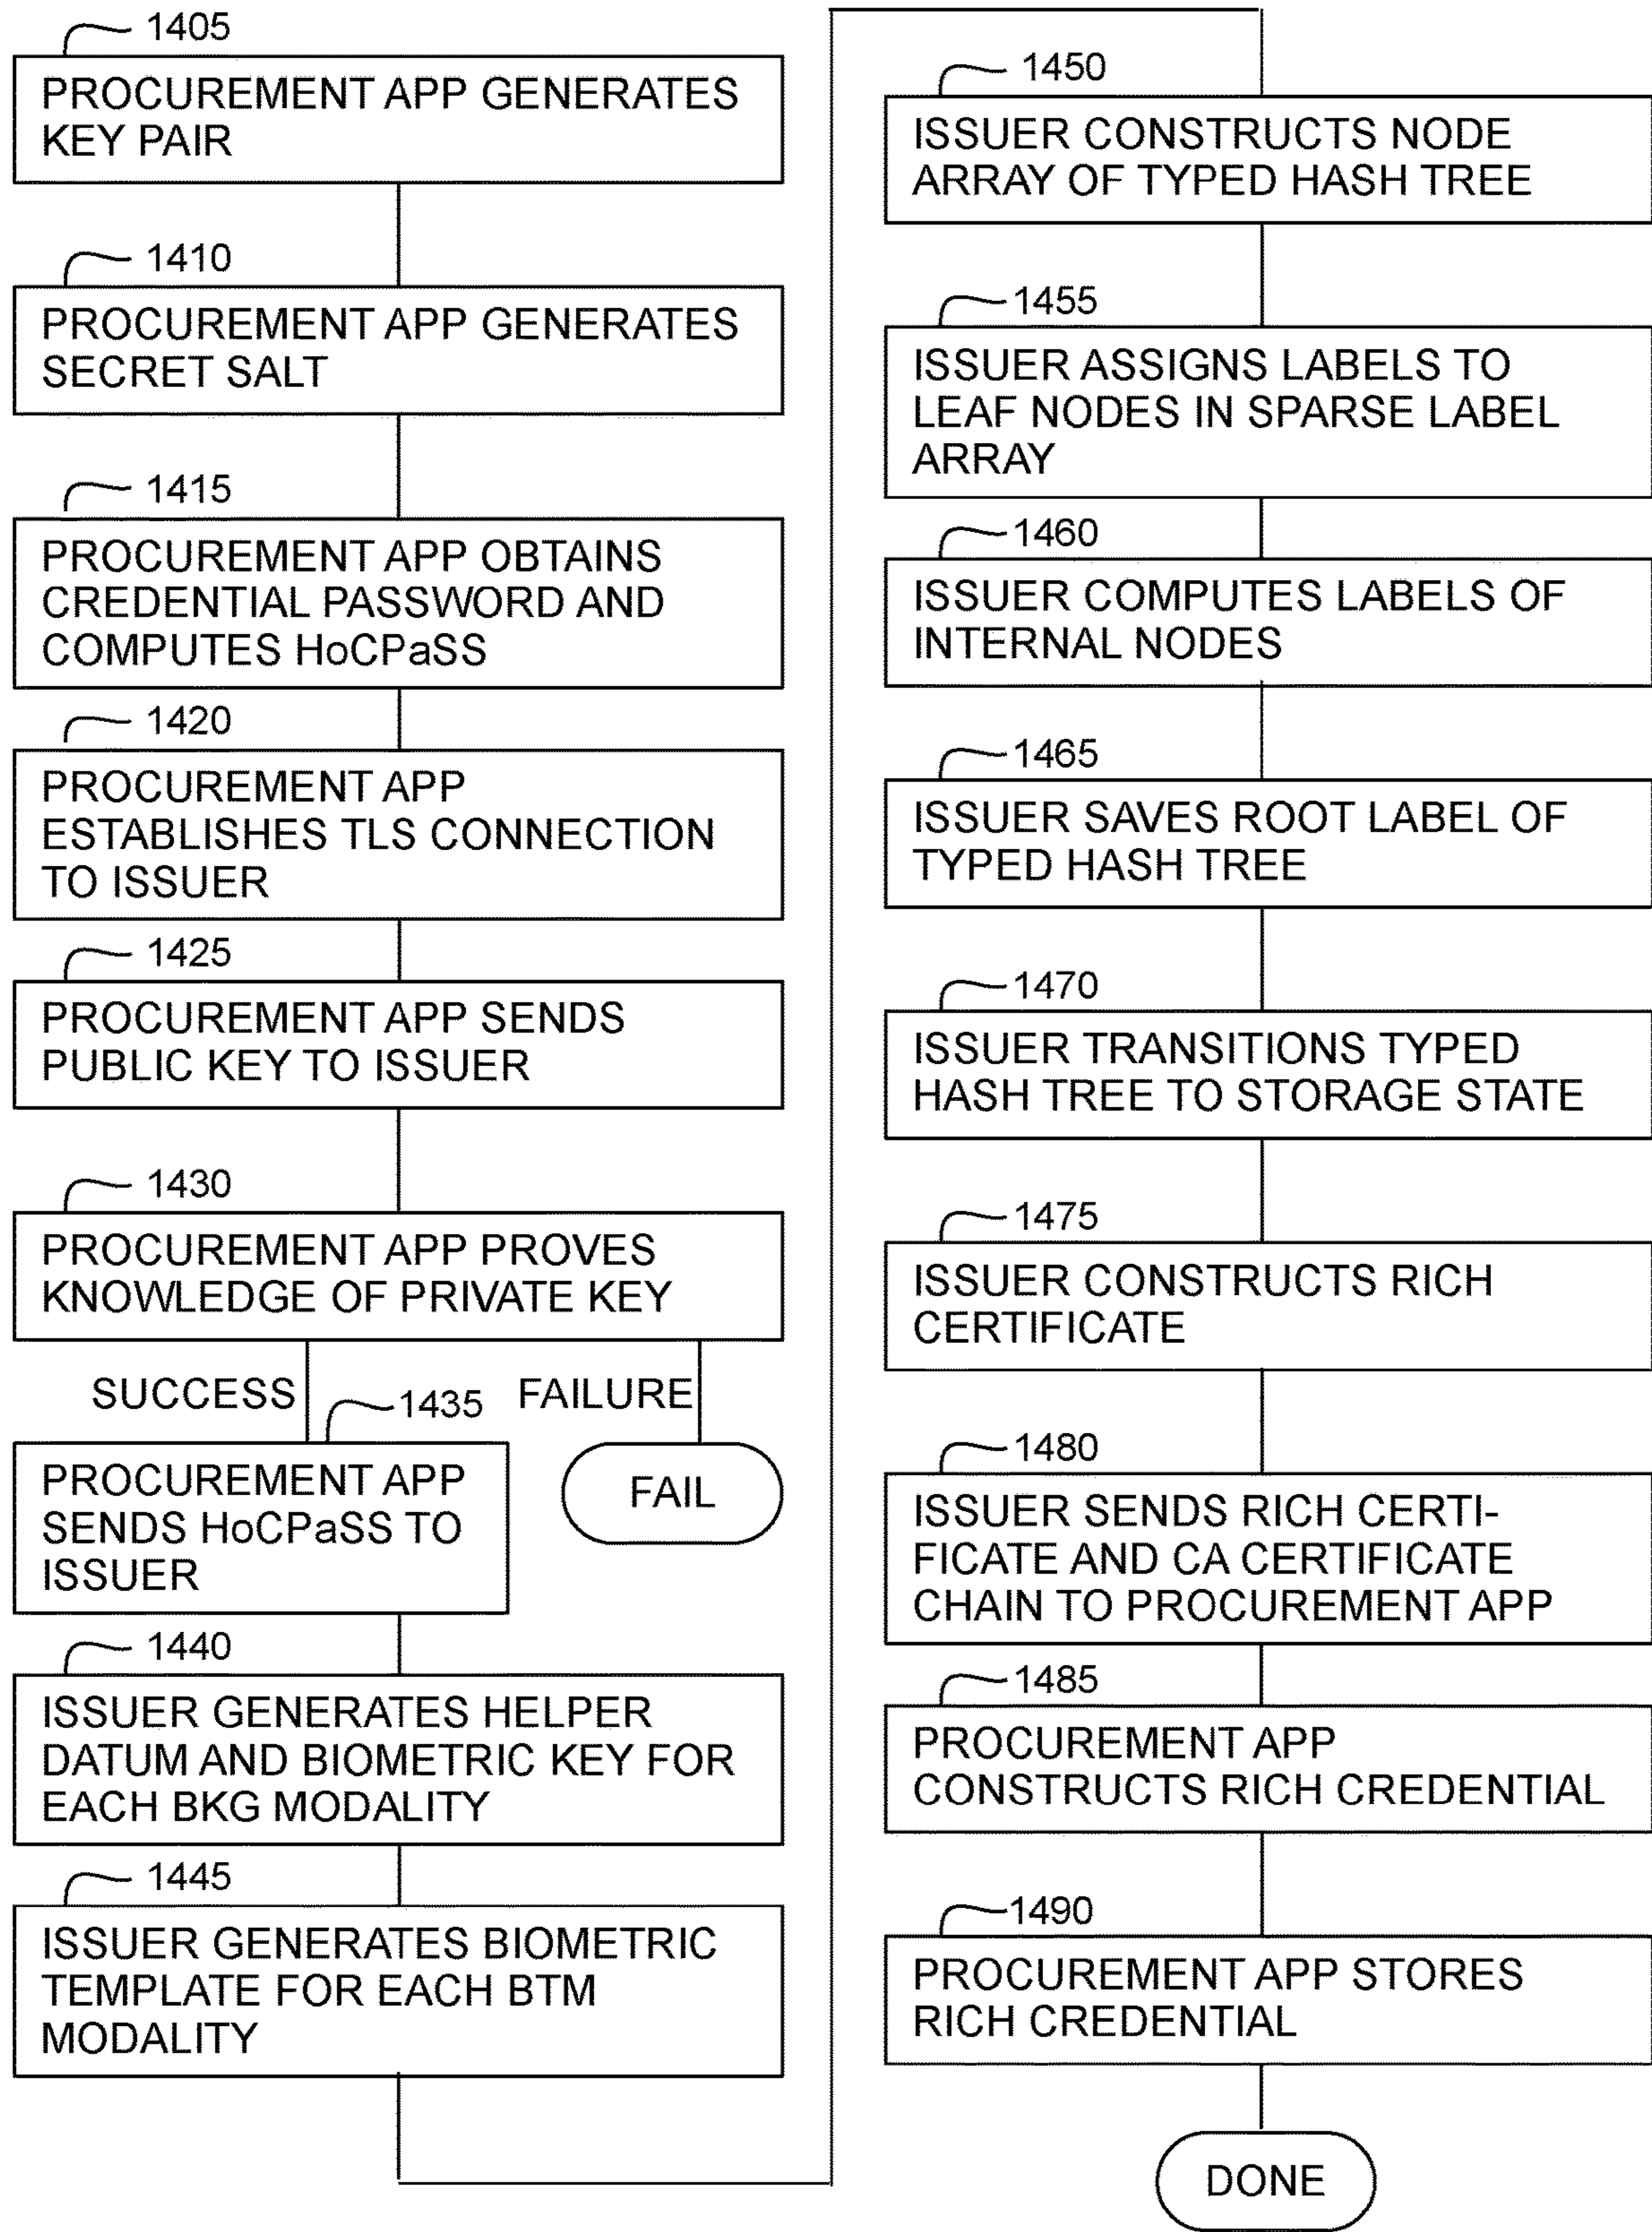 1405
PROCUREMENT APP GENERATES
KEY PAIR
1410
PROCUREMENT APP GENERATES
SECRET SALT
1415
PROCUREMENT APP OBTAINS
CREDENTIAL PASSWORD AND
COMPUTES HoCPaSS
1420
PROCUREMENT APP
ESTABLISHES TLS CONNECTION
TO ISSUER
1425
PROCUREMENT APP SENDS
PUBLIC KEY TO ISSUER
1430
PROCUREMENT APP PROVES
KNOWLEDGE OF PRIVATE KEY
SUCCESS
FAILURE
1435
PROCUREMENT APP
SENDS HoCPaSS TO
ISSUER
FAIL
1440
ISSUER GENERATES HELPER
DATUM AND BIOMETRIC KEY FOR
EACH BKG MODALITY
1445
ISSUER GENERATES BIOMETRIC
TEMPLATE FOR EACH BTM
MODALITY
1450
ISSUER CONSTRUCTS NODE
ARRAY OF TYPED HASH TREE
1455
ISSUER ASSIGNS LABELS TO
LEAF NODES IN SPARSE LABEL
ARRAY
1460
ISSUER COMPUTES LABELS OF
INTERNAL NODES
1465
ISSUER SAVES ROOT LABEL OF
TYPED HASH TREE
1470
ISSUER TRANSITIONS TYPED
HASH TREE TO STORAGE STATE
1475
ISSUER CONSTRUCTS RICH
CERTIFICATE
1480
ISSUER SENDS RICH CERTI-
FICATE AND CA CERTIFICATE
CHAIN TO PROCUREMENT APP
1485
PROCUREMENT APP
CONSTRUCTS RICH CREDENTIAL
1490
PROCUREMENT APP STORES
RICH CREDENTIAL
DONE